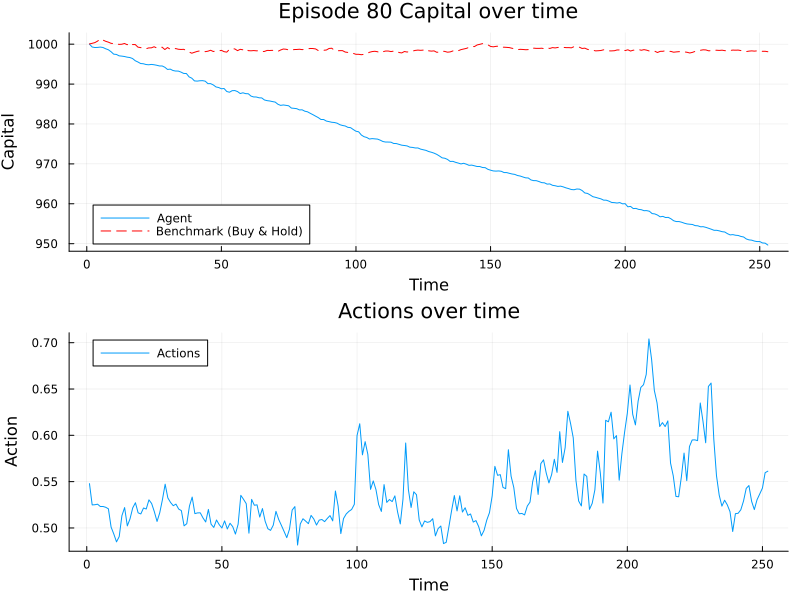 Episode 80 Capital over time
1000
990
980
970
960
950
Capital
Agent
Benchmark (Buy & Hold)
0 50 100 150 200 250
Time
Actions over time
0.70
0.65
0.60
0.55
0.50
Action
Actions
0 50 100 150 200 250
Time